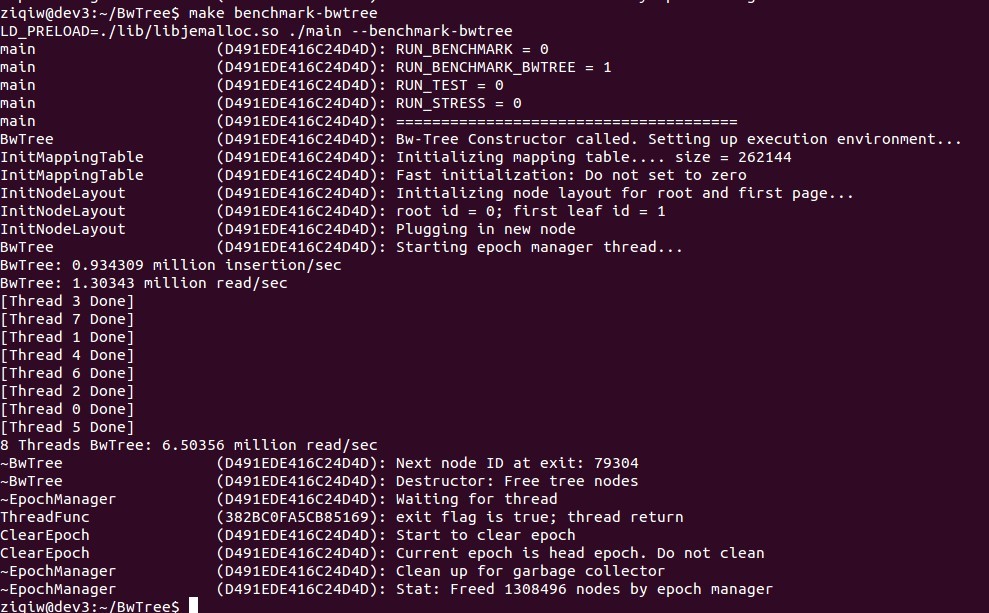 ziqiw@dev3:~/BwTree$ make benchmark-bwtree
LD_PRELOAD=./lib/libjemalloc.so ./main --benchmark-bwtree
main (D491EDE416C24D4D): RUN_BENCHMARK = 0
main (D491EDE416C24D4D): RUN_BENCHMARK_BWTREE = 1
main (D491EDE416C24D4D): RUN_TEST = 0
main (D491EDE416C24D4D): RUN_STRESS = 0
main (D491EDE416C24D4D): ======================================
BwTree (D491EDE416C24D4D): Bw-Tree Constructor called. Setting up execution environment...
InitMappingTable (D491EDE416C24D4D): Initializing mapping table.... size = 262144
InitMappingTable (D491EDE416C24D4D): Fast initialization: Do not set to zero
InitNodeLayout (D491EDE416C24D4D): Initializing node layout for root and first page...
InitNodeLayout (D491EDE416C24D4D): root id = 0; first leaf id = 1
InitNodeLayout (D491EDE416C24D4D): Plugging in new node
BwTree (D491EDE416C24D4D): Starting epoch manager thread...
BwTree: 0.934309 million insertion/sec
BwTree: 1.30343 million read/sec
[Thread 3 Done]
[Thread 7 Done]
[Thread 1 Done]
[Thread 4 Done]
[Thread 6 Done]
[Thread 2 Done]
[Thread 0 Done]
[Thread 5 Done]
8 Threads BwTree: 6.50356 million read/sec
~BwTree (D491EDE416C24D4D): Next node ID at exit: 79304
~BwTree (D491EDE416C24D4D): Destructor: Free tree nodes
~EpochManager (D491EDE416C24D4D): Waiting for thread
ThreadFunc (382BC0FA5CB85169): exit flag is true; thread return
ClearEpoch (D491EDE416C24D4D): Start to clear epoch
ClearEpoch (D491EDE416C24D4D): Current epoch is head epoch. Do not clean
~EpochManager (D491EDE416C24D4D): Clean up for garbage collector
~EpochManager (D491EDE416C24D4D): Stat: Freed 1308496 nodes by epoch manager
ziqiw@dev3:~/BwTree$